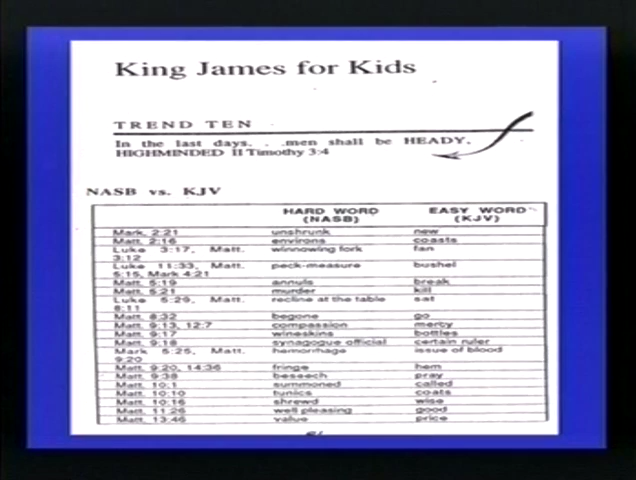 King James for Kids
TREND TEN
In the last days. . .men shall be HEADY,
HIGHMINDED II Timothy 3:4
NASB vs. KJV
HARD WORD EASY WORD
(NASB) (KJV)
Mark, 2:21 unshrunk new
Matt. 2:16 environs coasts
Luke 3:17, Matt. winnowing fork fan
3:12
Luke 11:33, Matt. peck-measure bushel
5:15, Mark 4:21
Matt. 5:19 annuls break
Matt. 5:21 murder kill
Luke 5:29, Matt. recline at the table sat
8:11
Matt. 8:32 begone go
Matt. 9:13, 12:7 compassion mercy
Matt. 9:17 wineskins bottles
Matt. 9:18 synagogue official certain ruler
Mark 5:25, Matt. hemorrhage issue of blood
9:20
Matt. 9:20, 14:36 fringe hem
Matt. 9:38 beseech pray
Matt. 10:1 summoned called
Matt. 10:10 tunics coats
Matt. 10:16 shrewd wise
Matt. 11:26 well pleasing good
Matt. 13:46 value price